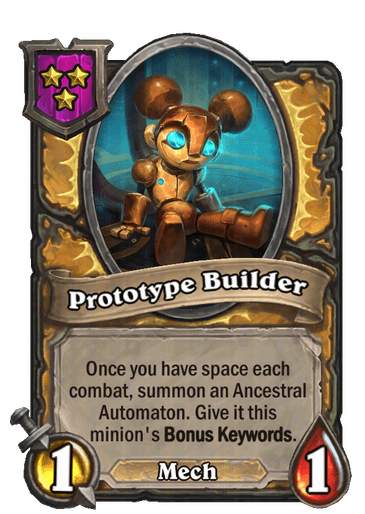 Prototype Builder
Once you have space each
combat, summon an Ancestral
Automaton. Give it this
minion's Bonus Keywords.
1
Mech
1